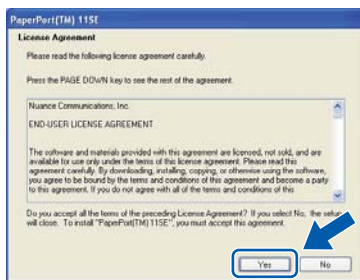 PaperPort(TM) 11SE
License Agreement
Please read the following license agreement carefully.
Press the PAGE DOWN key to see the rest of the agreement.
Nuance Communications, Inc.
END-USER LICENSE AGREEMENT
The software and materials provided with this agreement are licensed, not sold, and are
available for use only under the terms of this license agreement. Please read this
agreement carefully. By downloading, installing, copying, or otherwise using the software,
you agree to be bound by the terms and conditions of this agreement and become a party
to this agreement. If you do not agree with all of the terms and conditions of this
Do you accept all the terms of the preceding License Agreement? If you select No, the setup
will close. To install "PaperPort(TM) 11SE", you must accept this agreement.
Yes
No